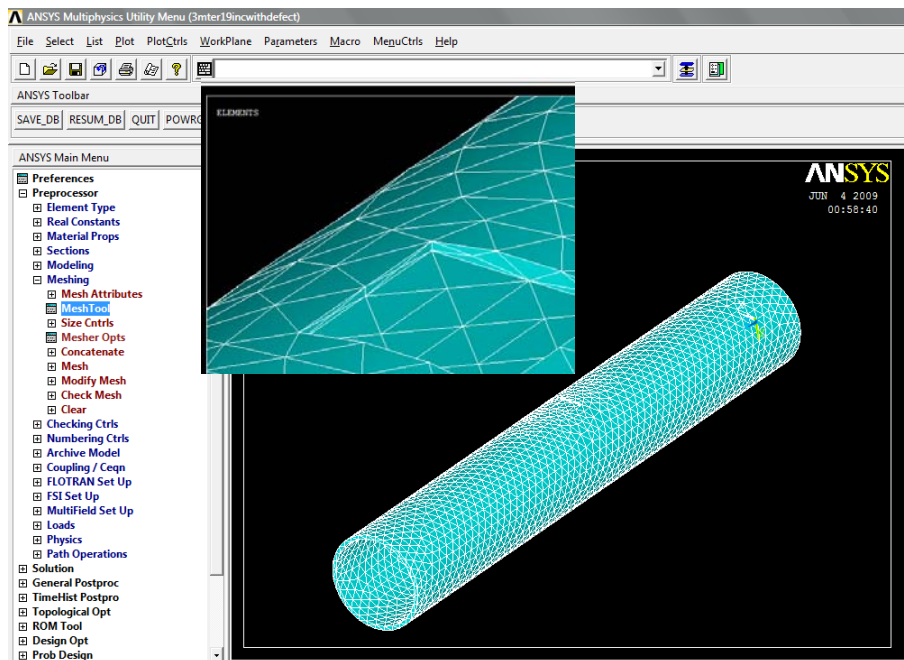 ANSYS Multiphysics Utility Menu (3mter19incwithdefect)
File Select List Plot PlotCtrls WorkPlane Parameters Macro MenuCtrls Help
ANSYS Toolbar
SAVE_DB RESUM_DB QUIT
ELEMENTS
ANSYS Main Menu
Preferences
Preprocessor
Element Type
Real Constants
Material Props
Sections
Modeling
Meshing
Mesh Attributes
MeshTool
Size Cntrls
Mesher Opts
Concatenate
Mesh
Modify Mesh
Check Mesh
Clear
Checking Ctrls
Numbering Ctrls
Archive Model
Coupling / Ceqn
FLOTRAN Set Up
FSI Set Up
MultiField Set Up
Loads
Physics
Path Operations
Solution
General Postproc
TimeHist Postpro
Topological Opt
ROM Tool
Design Opt
Prob Design
ANSYS
JUN 4 2009
00:58:40